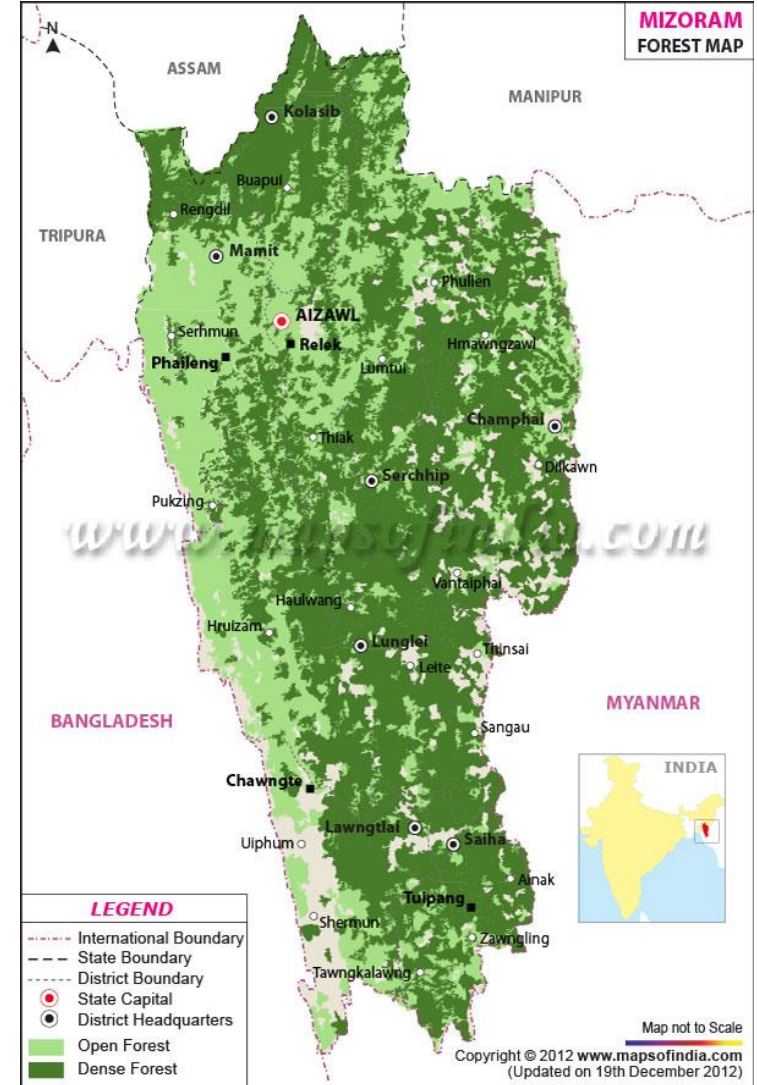 MIZORAM
FOREST MAP
N
ASSAM
MANIPUR
Kolasib
Buapui
Rengdil
TRIPURA
Mamit
Phullen
AIZAWL
Serhmun
Relek
Hmawngzawl
Phaileng
Lumtui
Champhai
Thiak
Dilkawn
Serchhip
Pukzing
www.mapsofindia.com
Vantaiphai
Haulwang
Hruizam
Lunglei
Thinsai
Leite
MYANMAR
BANGLADESH
Sangau
INDIA
Chawngte
Lawngtlai
Uiphum
Saiha
Ainak
Tuipang
LEGEND
Shermun
International Boundary
Zawngling
State Boundary
Tawngkalawng
District Boundary
State Capital
District Headquarters
Map not to Scale
Open Forest
Copyright © 2012 www.mapsofindia.com
Dense Forest
(Updated on 19th December 2012)